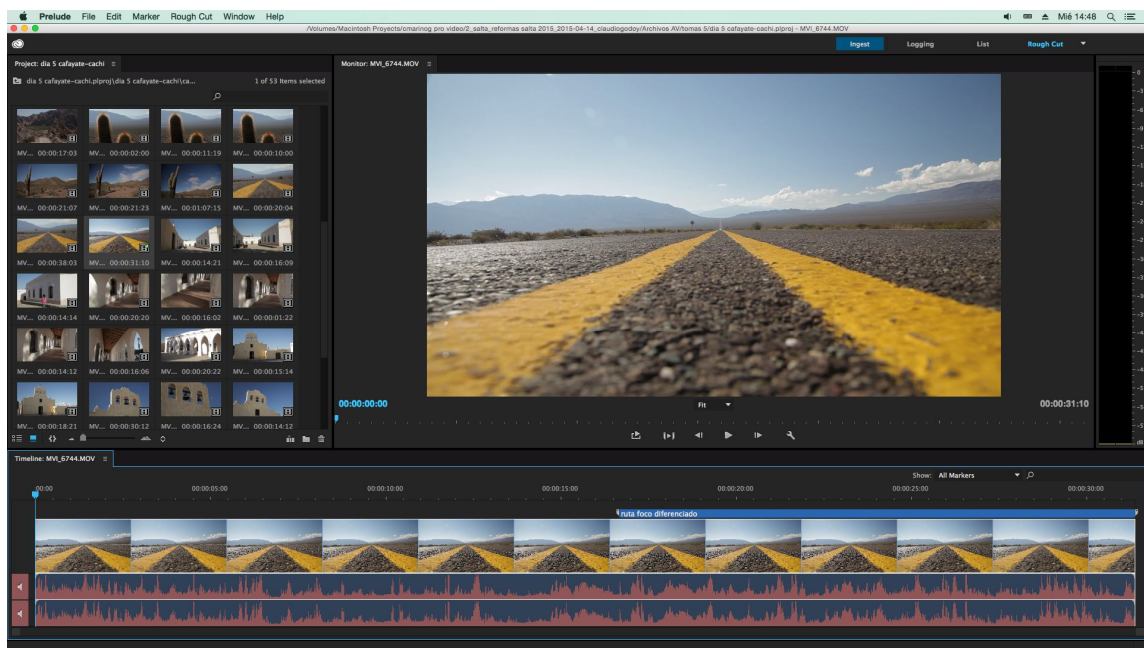 Prelude File Edit Marker Rough Cut Window Help Mié 14:48
/Volumes/Macintosh Proyects/omarinog pro video/2_salta_reformas salta 2015_2015-04-14_claudiogodoy/Archivos AV/tomas 5/dia 5 cafayate-cachi.plproj - MVI_6744.MOV
Ingest Logging List Rough Cut
Project: dia 5 cafayate-cachi Monitor: MVI_6744.MOV
dia 5 cafayate-cachi.plproj\dia 5 cafayate-cachi\ca... 1 of 53 Items selected
MV... 00:00:17:03 MV... 00:00:02:00 MV... 00:00:11:19 MV... 00:00:10:00
MV... 00:00:21:07 MV... 00:00:21:23 MV... 00:01:07:15 MV... 00:00:20:04
MV... 00:00:38:03 MV... 00:00:31:10 MV... 00:00:14:21 MV... 00:00:16:09
MV... 00:00:14:14 MV... 00:00:20:20 MV... 00:00:16:02 MV... 00:00:01:22
MV... 00:00:14:12 MV... 00:00:16:06 MV... 00:00:20:22 MV... 00:00:15:14
MV... 00:00:18:21 MV... 00:00:30:12 MV... 00:00:16:24 MV... 00:00:14:12
00:00:00:00 Fit 00:00:31:10
dB
Timeline: MVI_6744.MOV
Show: All Markers
00:00 00:00:05:00 00:00:10:00 00:00:15:00 00:00:20:00 00:00:25:00 00:00:30:00
ruta foco diferenciado